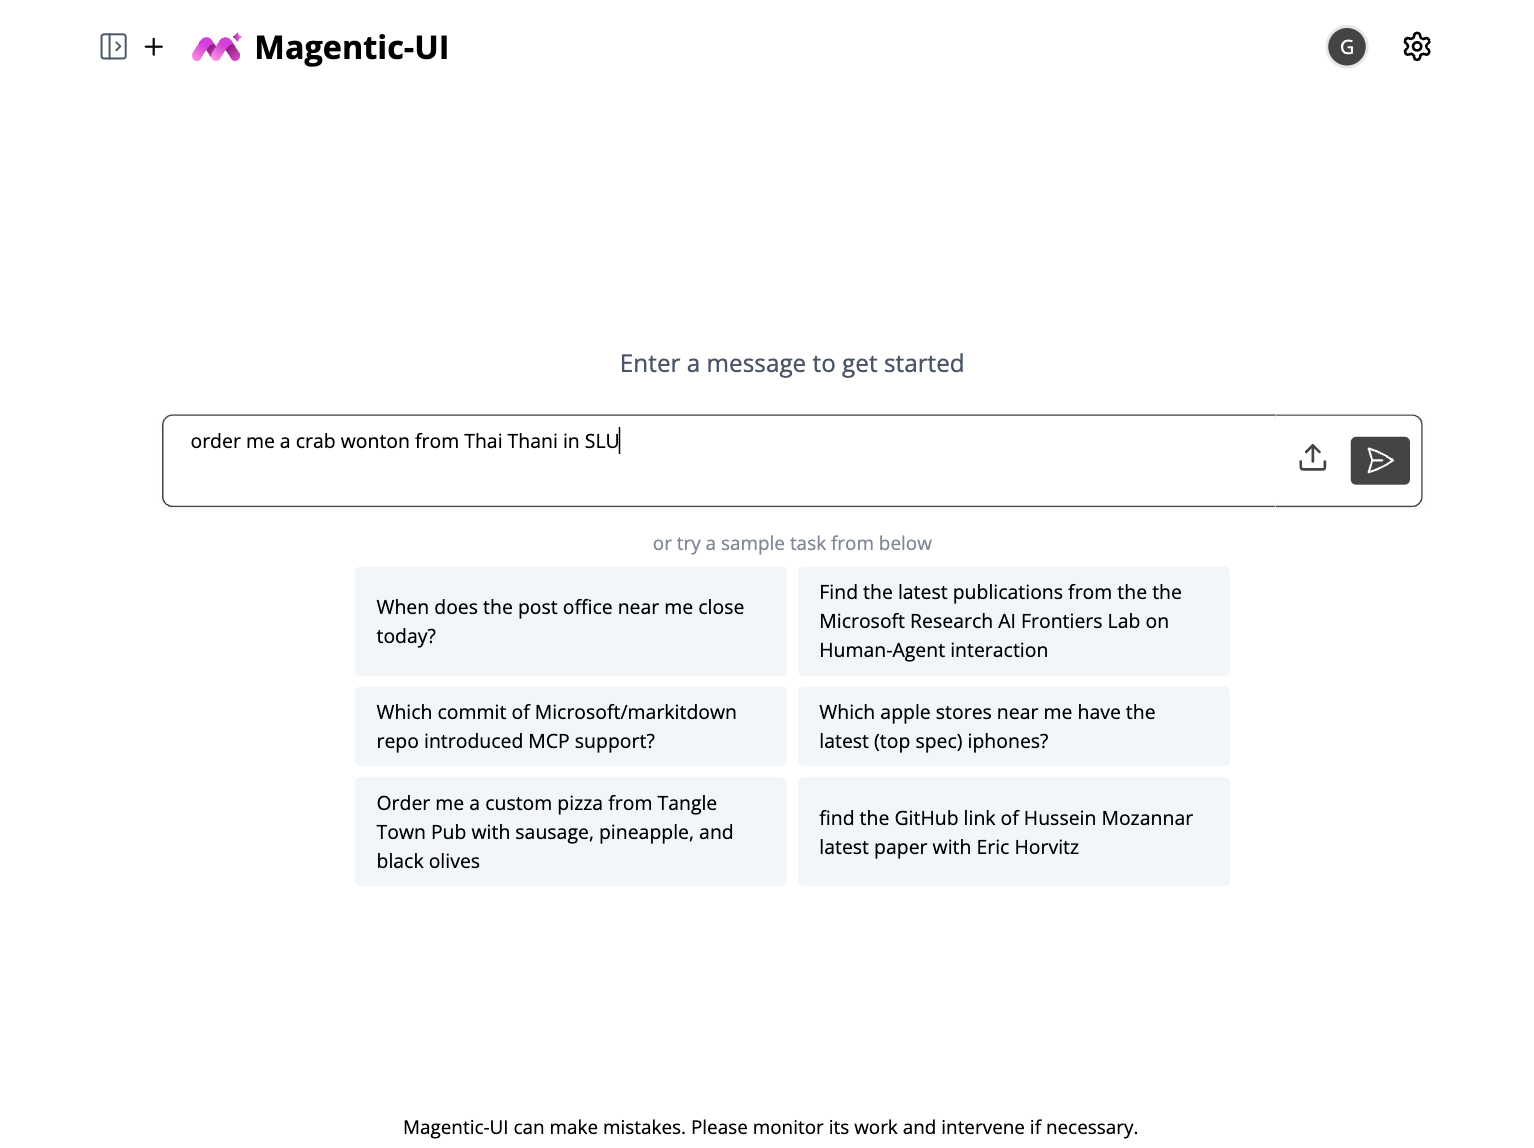 Magentic-UI
G
Enter a message to get started
order me a crab wonton from Thai Thani in SLU
or try a sample task from below
When does the post office near me close
today?
Find the latest publications from the the
Microsoft Research AI Frontiers Lab on
Human-Agent interaction
Which commit of Microsoft/markitdown
repo introduced MCP support?
Which apple stores near me have the
latest (top spec) iphones?
Order me a custom pizza from Tangle
Town Pub with sausage, pineapple, and
black olives
find the GitHub link of Hussein Mozannar
latest paper with Eric Horvitz
Magentic-UI can make mistakes. Please monitor its work and intervene if necessary.